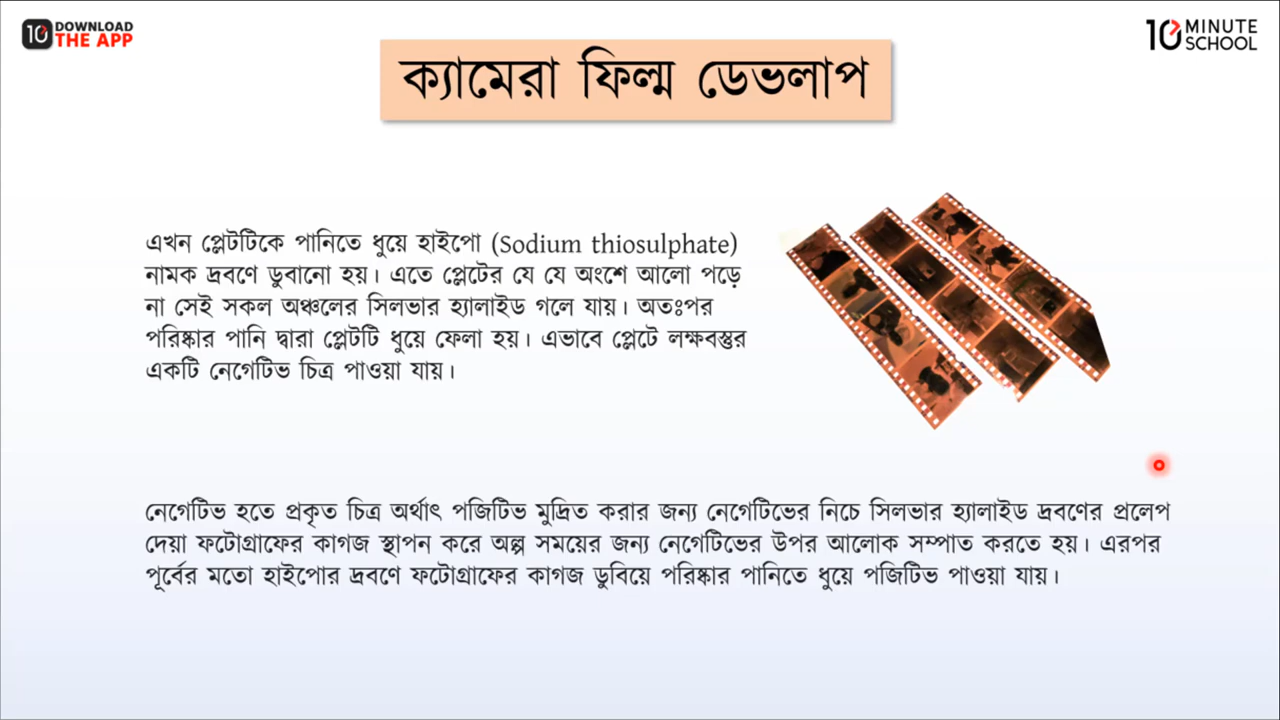 DOWNLOAD
THE APP
10 MINUTE
SCHOOL
ক্যামেরা ফিল্ম ডেভলাপ
এখন প্লেটটিকে পানিতে ধুয়ে হাইপো (Sodium thiosulphate)
নামক দ্রবণে ডুবানো হয়। এতে প্লেটের যে যে অংশে আলো পড়ে
না সেই সকল অঞ্চলের সিলভার হ্যালাইড গলে যায়। অতঃপর
পরিষ্কার পানি দ্বারা প্লেটটি ধুয়ে ফেলা হয়। এভাবে প্লেটে লক্ষবস্তুর
একটি নেগেটিভ চিত্র পাওয়া যায়।
নেগেটিভ হতে প্রকৃত চিত্র অর্থাৎ পজিটিভ মুদ্রিত করার জন্য নেগেটিভের নিচে সিলভার হ্যালাইড দ্রবণের প্রলেপ
দেয়া ফটোগ্রাফের কাগজ স্থাপন করে অল্প সময়ের জন্য নেগেটিভের উপর আলোক সম্পাত করতে হয়। এরপর
পূর্বের মতো হাইপোর দ্রবণে ফটোগ্রাফের কাগজ ডুবিয়ে পরিষ্কার পানিতে ধুয়ে পজিটিভ পাওয়া যায়।